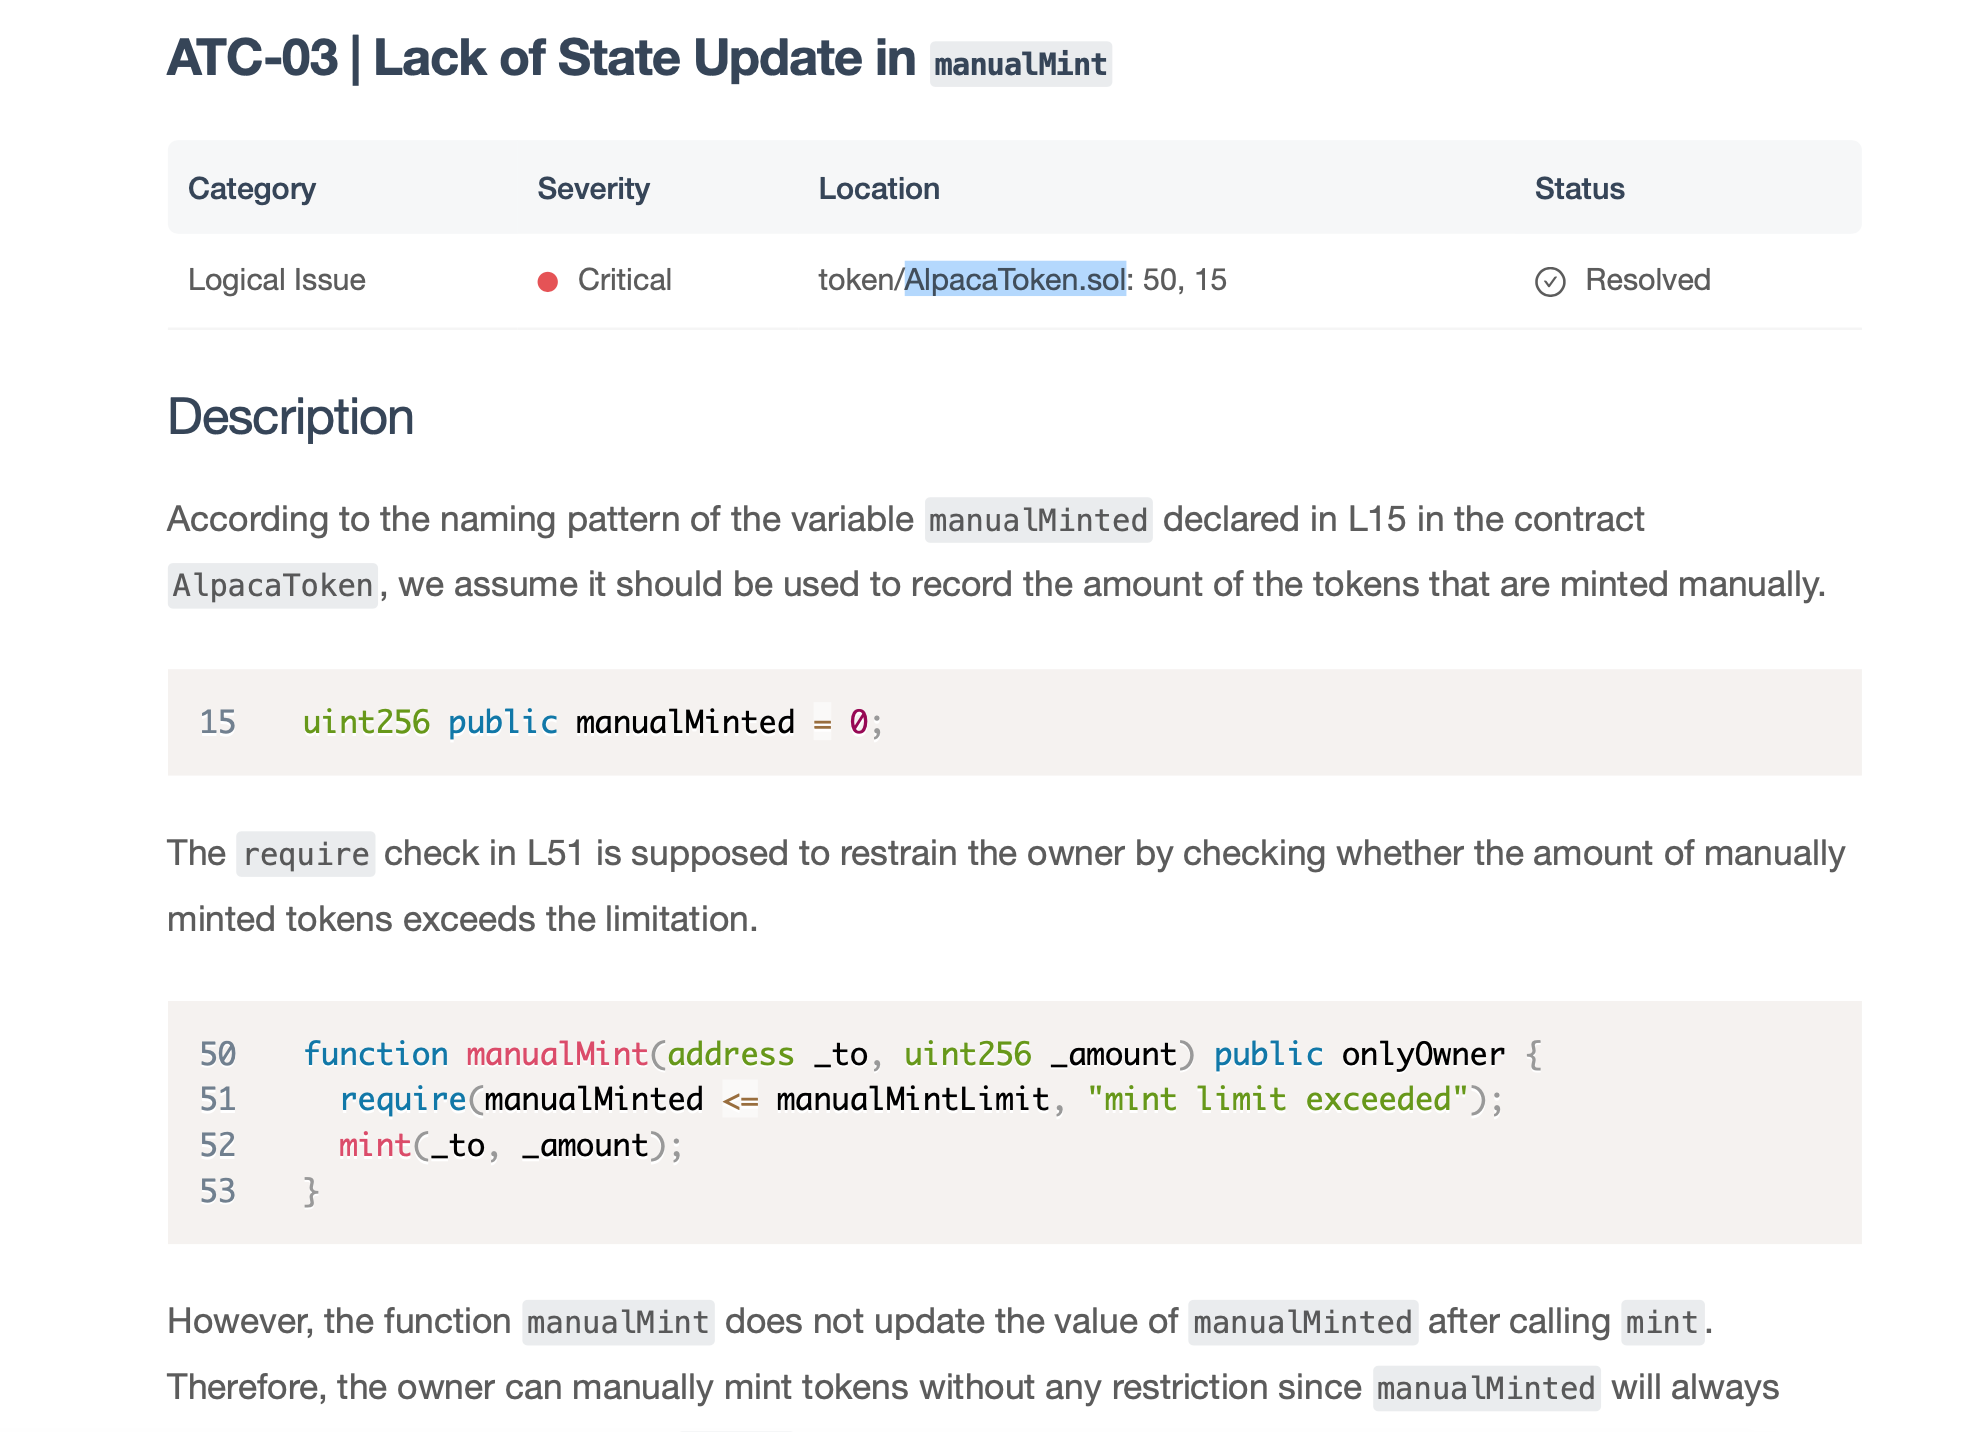 ATC-03 | Lack of State Update in manualMint
Category Severity Location Status
Logical Issue Critical token/AlpacaToken.sol: 50, 15 Resolved
Description
According to the naming pattern of the variable manualMinted declared in L15 in the contract
AlpacaToken, we assume it should be used to record the amount of the tokens that are minted manually.
15 uint256 public manualMinted = 0;
The require check in L51 is supposed to restrain the owner by checking whether the amount of manually
minted tokens exceeds the limitation.
50 function manualMint(address _to, uint256 _amount) public onlyOwner {
51 require(manualMinted <= manualMintLimit, "mint limit exceeded");
52 mint(_to, _amount);
53 }
However, the function manualMint does not update the value of manualMinted after calling mint.
Therefore, the owner can manually mint tokens without any restriction since manualMinted will always